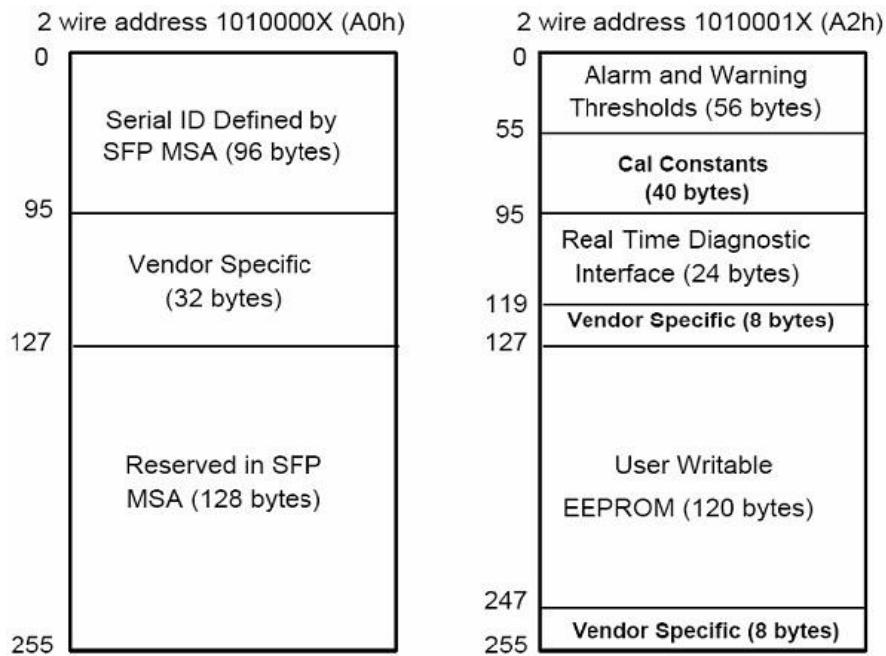 2 wire address 1010000X (A0h)
0
Serial ID Defined by
SFP MSA (96 bytes)
95
Vendor Specific
(32 bytes)
127
Reserved in SFP
MSA (128 bytes)
255
2 wire address 1010001X (A2h)
0
Alarm and Warning
Thresholds (56 bytes)
55
Cal Constants
(40 bytes)
95
Real Time Diagnostic
Interface (24 bytes)
119
Vendor Specific (8 bytes)
127
User Writable
EEPROM (120 bytes)
247
Vendor Specific (8 bytes)
255